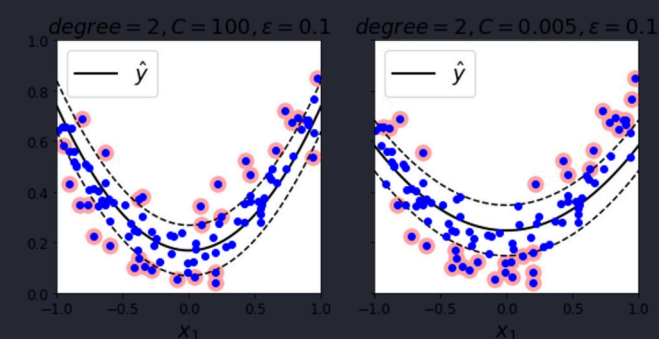 degree = 2, C = 100, ε = 0.1
degree = 2, C = 0.005, ε = 0.1
1.0
0.8
0.6
0.4
0.2
0.0
ŷ
ŷ
−1.0 −0.5 0.0 0.5 1.0
−1.0 −0.5 0.0 0.5 1.0
x₁
x₁